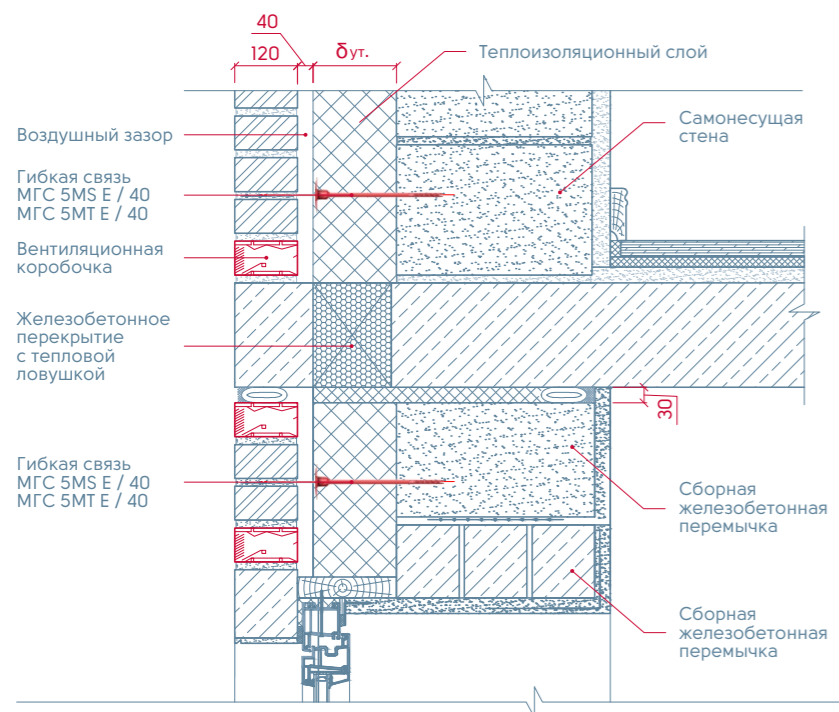 40
120
δут.
Теплоизоляционный слой
Воздушный зазор
Самонесущая
стена
Гибкая связь
МГС 5MS E / 40
МГС 5MT E / 40
Вентиляционная
коробочка
Железобетонное
перекрытие
с тепловой
ловушкой
30
Гибкая связь
МГС 5MS E / 40
МГС 5MT E / 40
Сборная
железобетонная
перемычка
Сборная
железобетонная
перемычка